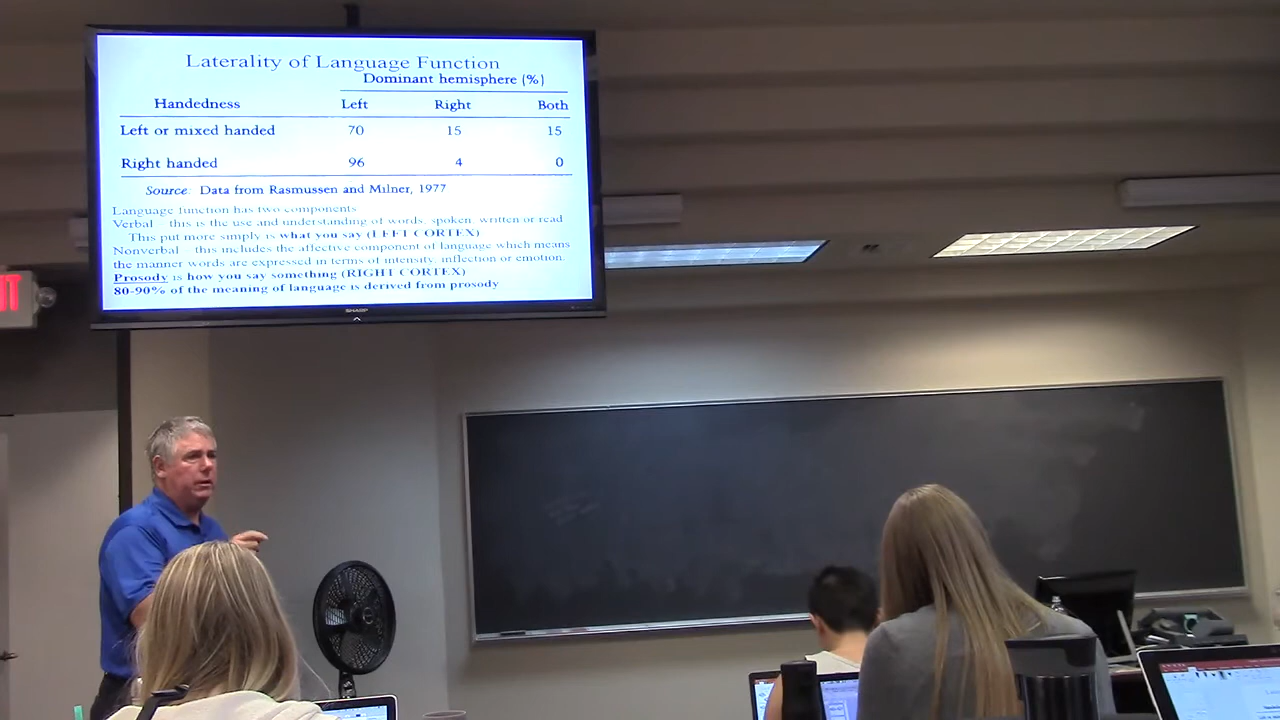 Laterality of Language Function
Dominant hemisphere (%)
Handedness Left Right Both
Left or mixed handed 70 15 15
Right handed 96 4 0
Source: Data from Rasmussen and Milner, 1977
Language function has two components
Verbal – this is the use and understanding of words, spoken, written or read
This put more simply is what you say (LEFT CORTEX)
Nonverbal – this includes the affective component of language which means
the manner words are expressed in terms of intensity, inflection or emotion.
Prosody is how you say something (RIGHT CORTEX)
80-90% of the meaning of language is derived from prosody
SHARP
IT